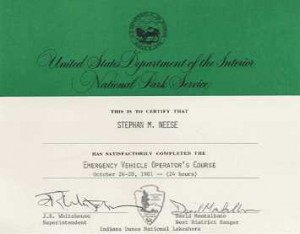 United States Department of the Interior
National Park Service
THIS IS TO CERTIFY THAT
STEPHAN M. NEESE
HAS SATISFACTORILY COMPLETED THE
EMERGENCY VEHICLE OPERATOR'S COURSE
October 26-28, 1981 -- (24 hours)
J.R. Whitehouse
Superintendent
David
West District Ranger
Indiana Dunes National Lakeshore